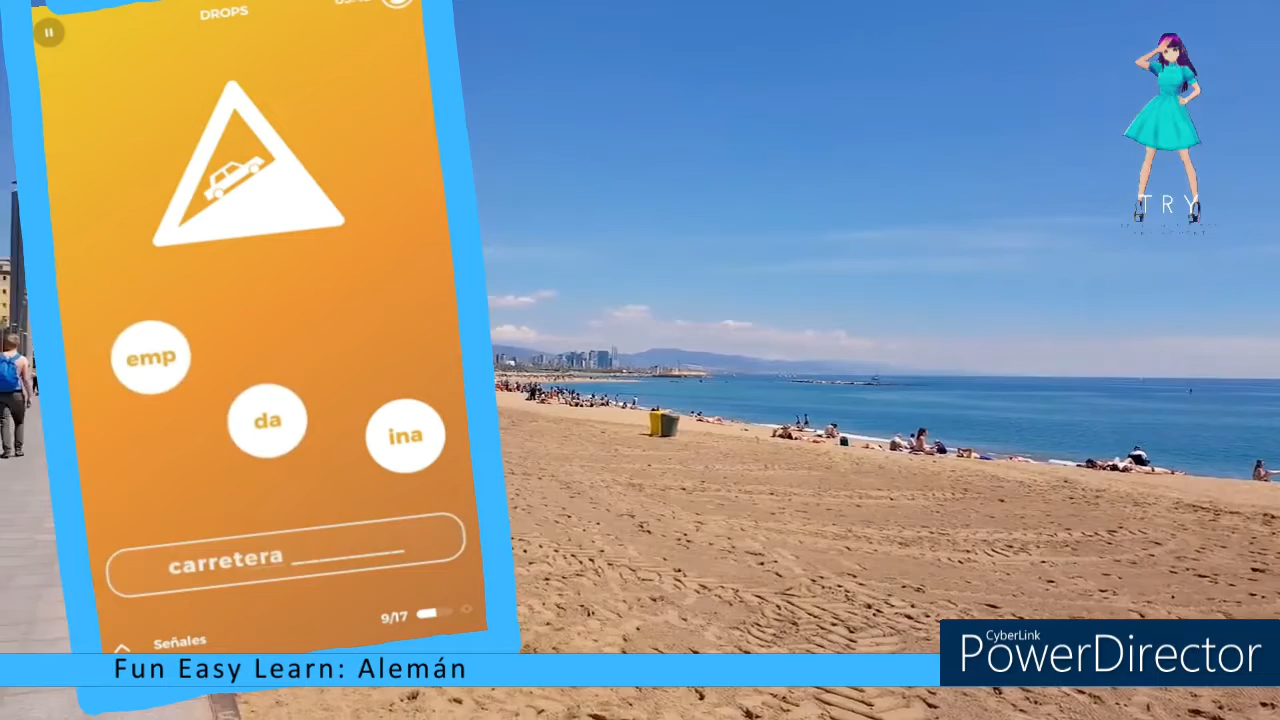 DROPS
emp
da
ina
carretera
9/17
Señales
Fun Easy Learn: Alemán
TRY
CyberLink
PowerDirector